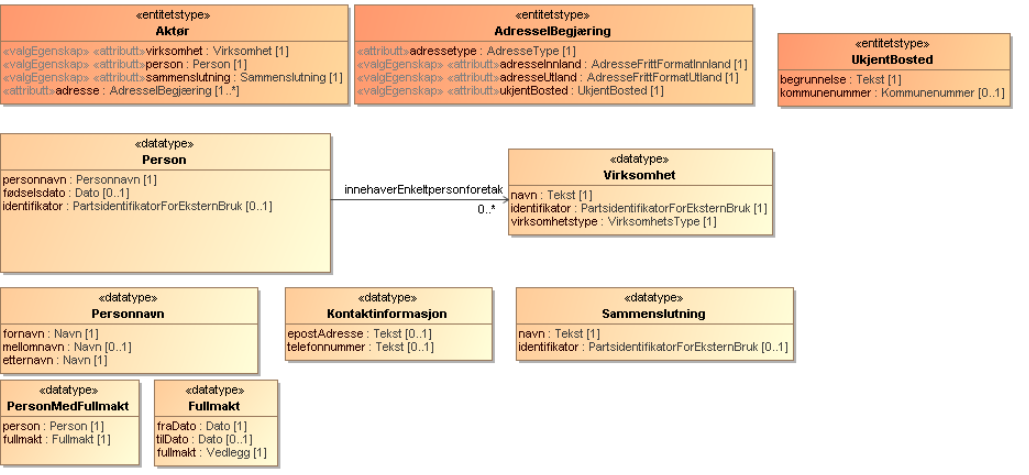 «entitetstype»
Aktør
«valgEgenskap» «attributt»virksomhet : Virksomhet [1]
«valgEgenskap» «attributt»person : Person [1]
«valgEgenskap» «attributt»sammenslutning : Sammenslutning [1]
«attributt»adresse : AdresseIBegjæring [1..*]
«entitetstype»
AdresseIBegjæring
«attributt»adressetype : AdresseType [1]
«valgEgenskap» «attributt»adresseInnland : AdresseFrittFormatInnland [1]
«valgEgenskap» «attributt»adresseUtland : AdresseFrittFormatUtland [1]
«valgEgenskap» «attributt»ukjentBosted : UkjentBosted [1]
«entitetstype»
UkjentBosted
begrunnelse : Tekst [1]
kommunenummer : Kommunenummer [0..1]
«datatype»
Person
personnavn : Personnavn [1]
fødselsdato : Dato [0..1]
identifikator : PartsidentifikatorForEksternBruk [0..1]
innehaverEnkeltpersonforetak
0..*
«datatype»
Virksomhet
navn : Tekst [1]
identifikator : PartsidentifikatorForEksternBruk [1]
virksomhetstype : VirksomhetsType [1]
«datatype»
Personnavn
fornavn : Navn [1]
mellomnavn : Navn [0..1]
etternavn : Navn [1]
«datatype»
Kontaktinformasjon
epostAdresse : Tekst [0..1]
telefonnummer : Tekst [0..1]
«datatype»
Sammenslutning
navn : Tekst [1]
identifikator : PartsidentifikatorForEksternBruk [0..1]
«datatype»
PersonMedFullmakt
person : Person [1]
fullmakt : Fullmakt [1]
«datatype»
Fullmakt
fraDato : Dato [1]
tilDato : Dato [0..1]
fullmakt : Vedlegg [1]